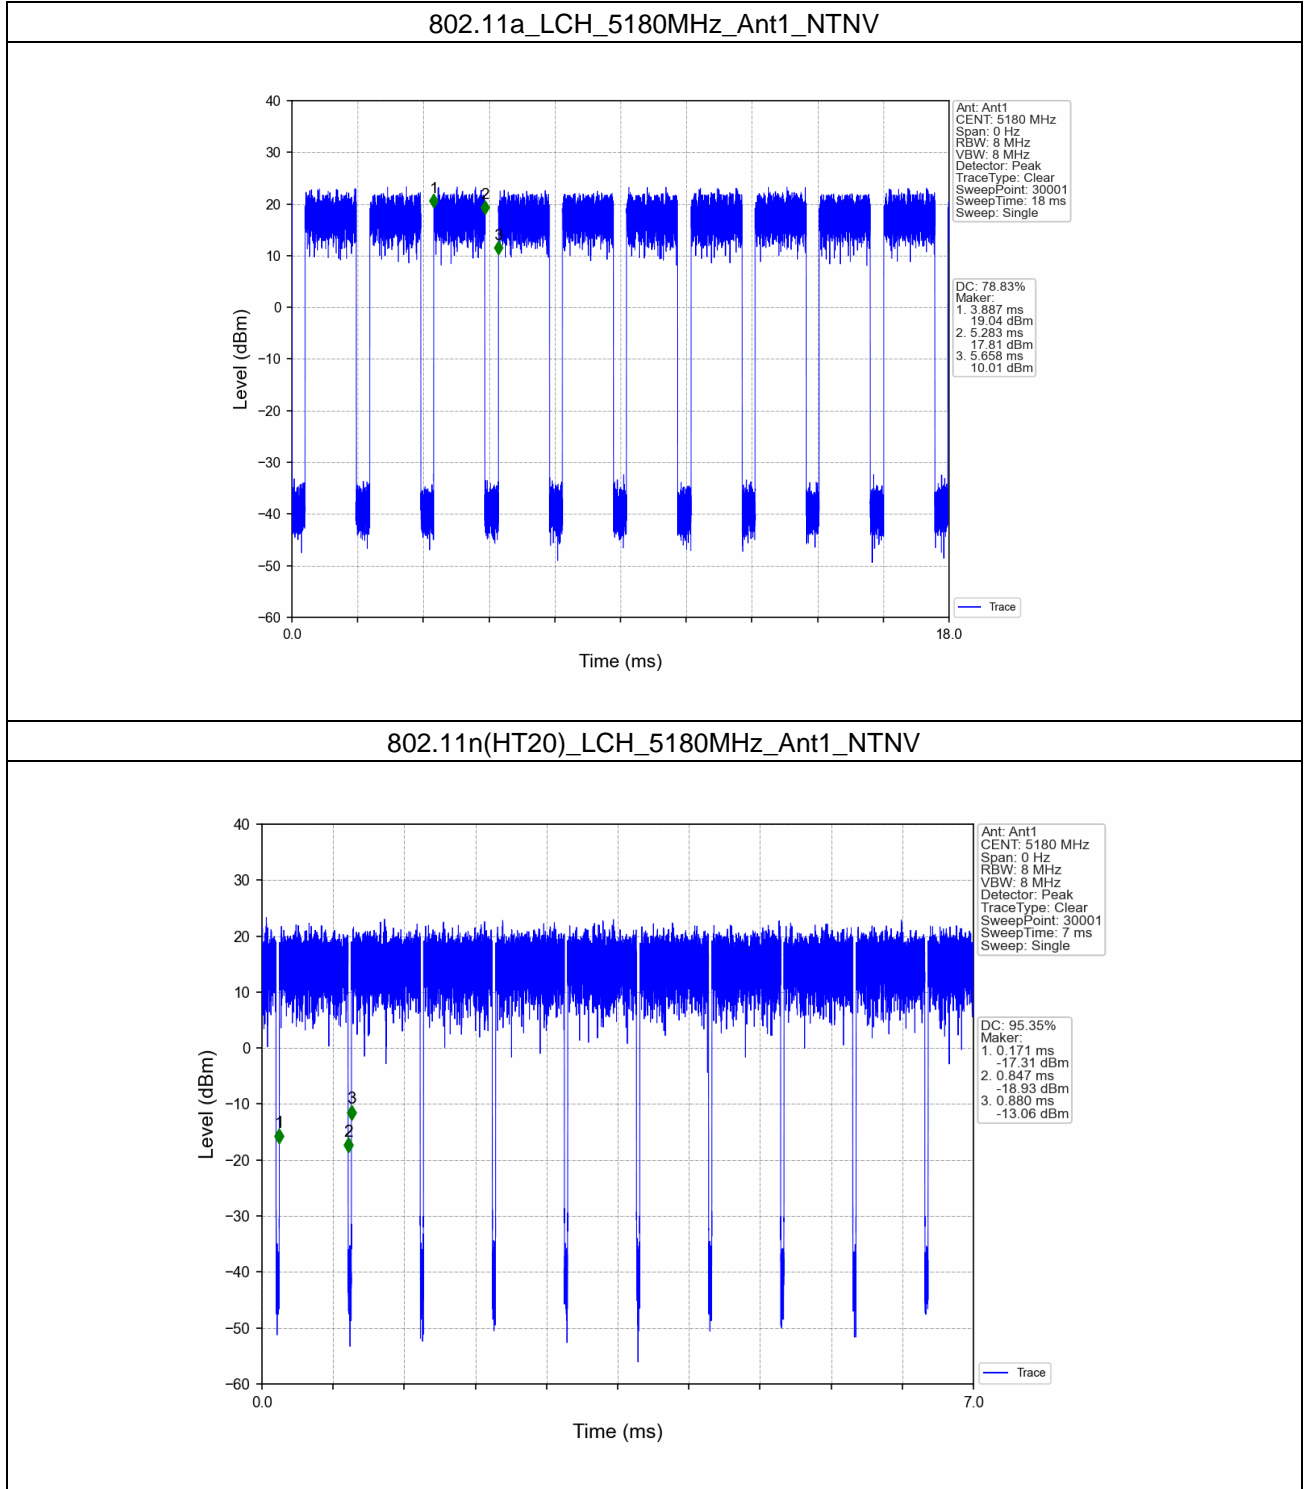 802.11a_LCH_5180MHz_Ant1_NTNV
40
30
20
10
0
−10
−20
−30
−40
−50
−60
Level (dBm)
0.0
18.0
Time (ms)
1
2
3
Ant: Ant1
CENT: 5180 MHz
Span: 0 Hz
RBW: 8 MHz
VBW: 8 MHz
Detector: Peak
TraceType: Clear
SweepPoint: 30001
SweepTime: 18 ms
Sweep: Single
DC: 78.83%
Maker:
1. 3.887 ms
19.04 dBm
2. 5.283 ms
17.81 dBm
3. 5.658 ms
10.01 dBm
Trace
802.11n(HT20)_LCH_5180MHz_Ant1_NTNV
40
30
20
10
0
−10
−20
−30
−40
−50
−60
Level (dBm)
0.0
7.0
Time (ms)
1
2
3
Ant: Ant1
CENT: 5180 MHz
Span: 0 Hz
RBW: 8 MHz
VBW: 8 MHz
Detector: Peak
TraceType: Clear
SweepPoint: 30001
SweepTime: 7 ms
Sweep: Single
DC: 95.35%
Maker:
1. 0.171 ms
-17.31 dBm
2. 0.847 ms
-18.93 dBm
3. 0.880 ms
-13.06 dBm
Trace